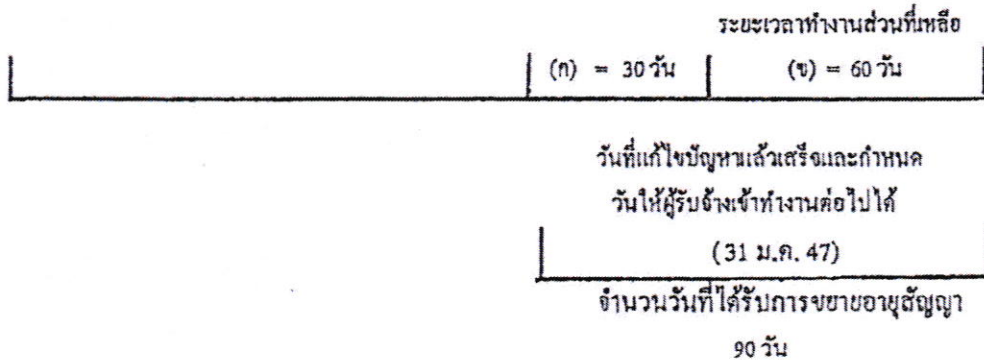 ระยะเวลาทำงานส่วนที่เหลือ
(ก) = 30 วัน (ข) = 60 วัน
วันที่แก้ไขปัญหาแล้วเสร็จและกำหนด
วันให้ผู้รับจ้างเข้าทำงานต่อไปได้
(31 ม.ค. 47)
จำนวนวันที่ได้รับการขยายอายุสัญญา
90 วัน